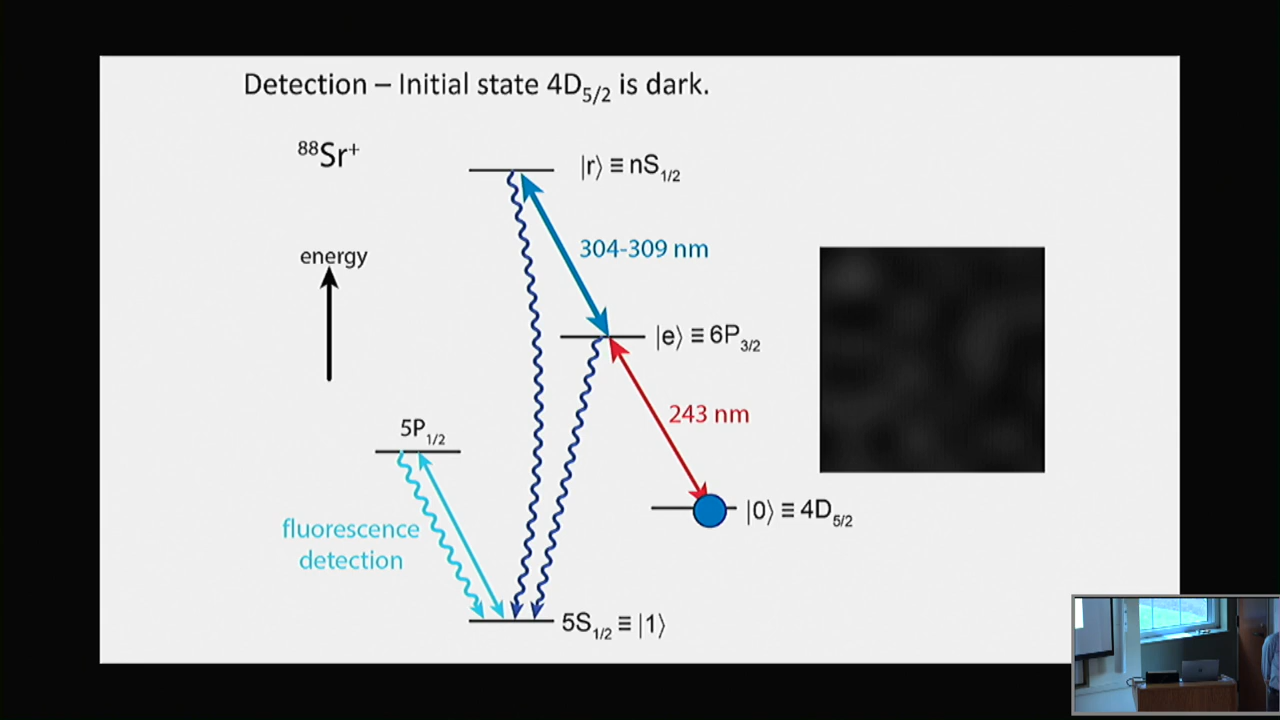 Detection – Initial state 4D5/2 is dark.
88Sr+
|r⟩ ≡ nS1/2
304-309 nm
energy
|e⟩ ≡ 6P3/2
243 nm
5P1/2
fluorescence
detection
|0⟩ ≡ 4D5/2
5S1/2 ≡ |1⟩